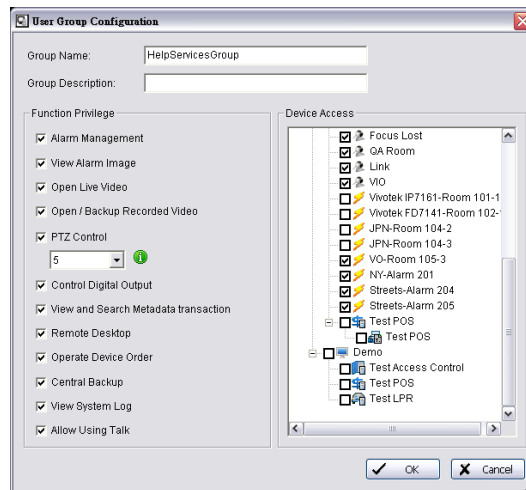 User Group Configuration
Group Name:
HelpServicesGroup
Group Description:
Function Privilege
Alarm Management
View Alarm Image
Open Live Video
Open / Backup Recorded Video
PTZ Control
5
Control Digital Output
View and Search Metadata transaction
Remote Desktop
Operate Device Order
Central Backup
View System Log
Allow Using Talk
Device Access
Focus Lost
QA Room
Link
VIO
Vivotek IP7161-Room 101-1
Vivotek FD7141-Room 102-
JPN-Room 104-2
JPN-Room 104-3
VO-Room 105-3
NY-Alarm 201
Streets-Alarm 204
Streets-Alarm 205
Test POS
Test POS
Demo
Test Access Control
Test POS
Test LPR
OK
Cancel